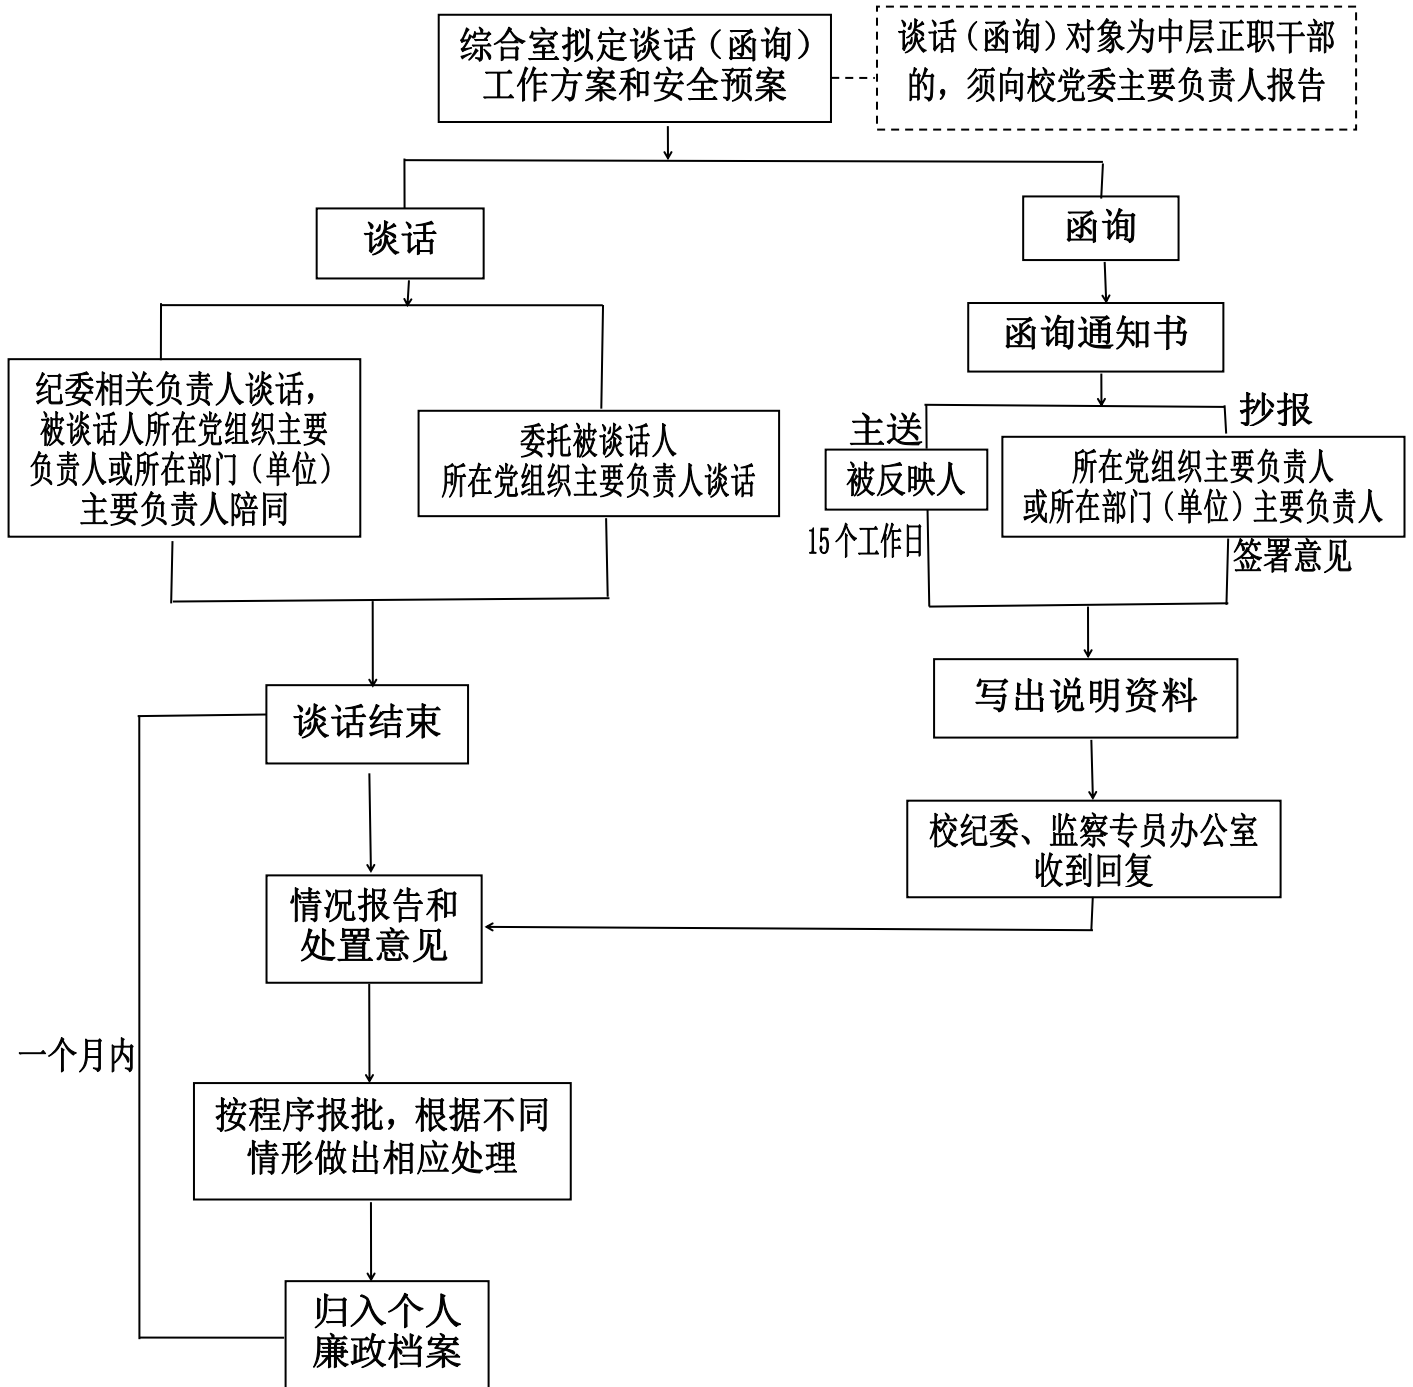 综合室拟定谈话（函询）
工作方案和安全预案
谈话（函询）对象为中层正职干部
的，须向校党委主要负责人报告
谈话
函询
函询通知书
纪委相关负责人谈话，
被谈话人所在党组织主要
负责人或所在部门（单位）
主要负责人陪同
委托被谈话人
所在党组织主要负责人谈话
主送
抄报
被反映人
所在党组织主要负责人
或所在部门（单位）主要负责人
15个工作日
签署意见
写出说明资料
谈话结束
校纪委、监察专员办公室
收到回复
情况报告和
处置意见
一个月内
按程序报批，根据不同
情形做出相应处理
归入个人
廉政档案